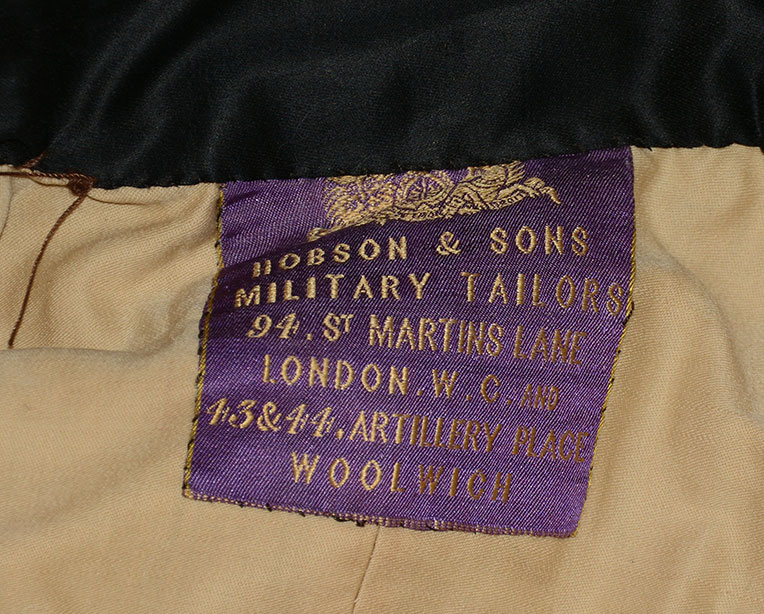 HOBSON & SONS
MILITARY TAILORS
94, ST MARTINS LANE
LONDON. W. C. AND
43 & 44, ARTILLERY PLACE
WOOLWICH